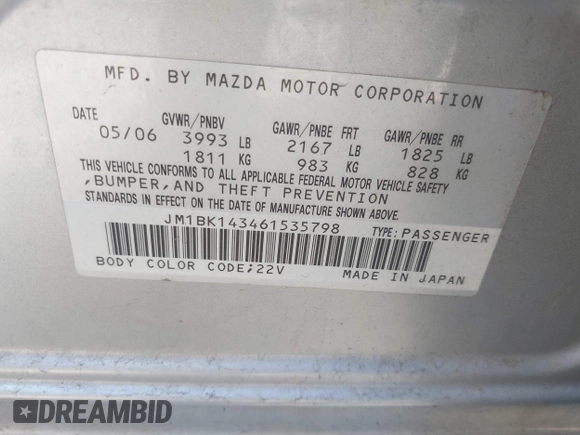 MFD. BY MAZDA MOTOR CORPORATION
DATE GVWR/PNBV GAWR/PNBE FRT GAWR/PNBE RR
05/06 3993 LB 2167 LB 1825 LB
1811 KG 983 KG 828 KG
THIS VEHICLE CONFORMS TO ALL APPLICABLE FEDERAL MOTOR VEHICLE SAFETY
,BUMPER,AND THEFT PREVENTION
STANDARDS IN EFFECT ON THE DATE OF MANUFACTURE SHOWN ABOVE.
JM1BK143461535798 TYPE:PASSENGER
BODY COLOR CODE;22V MADE IN JAPAN
DREAMBID